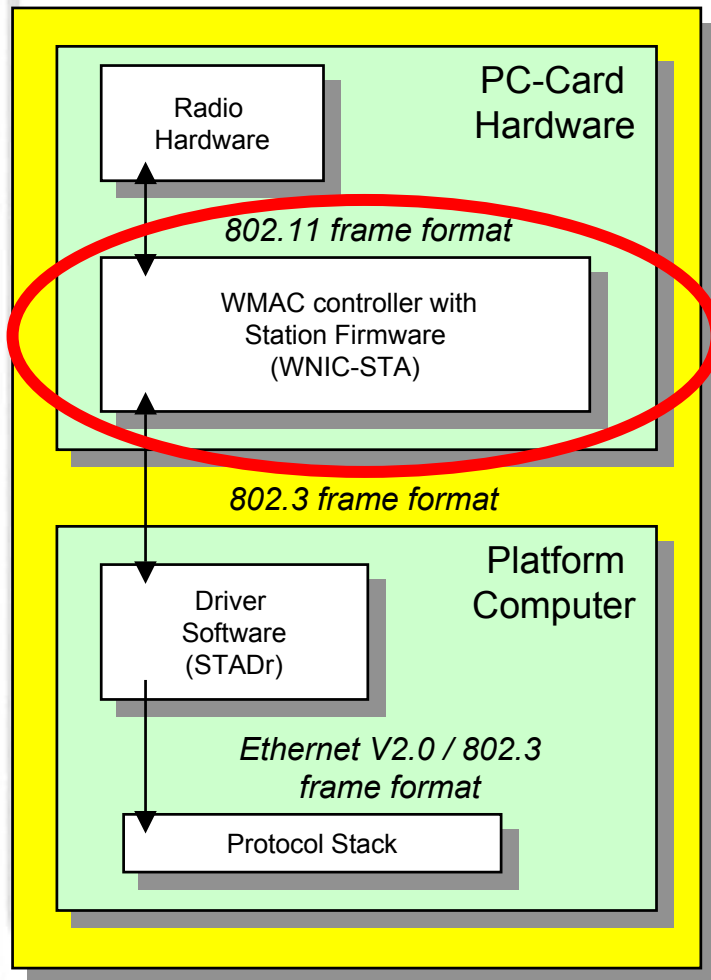 PC-Card
Hardware
Radio
Hardware
802.11 frame format
WMAC controller with
Station Firmware
(WNIC-STA)
802.3 frame format
Platform
Computer
Driver
Software
(STADr)
Ethernet V2.0 / 802.3
frame format
Protocol Stack